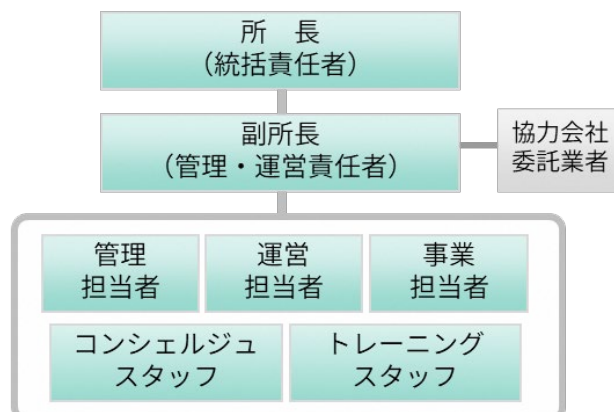 所　長
（統括責任者）
副所長
（管理・運営責任者）
協力会社
委託業者
管理
担当者
運営
担当者
事業
担当者
コンシェルジュ
スタッフ
トレーニング
スタッフ